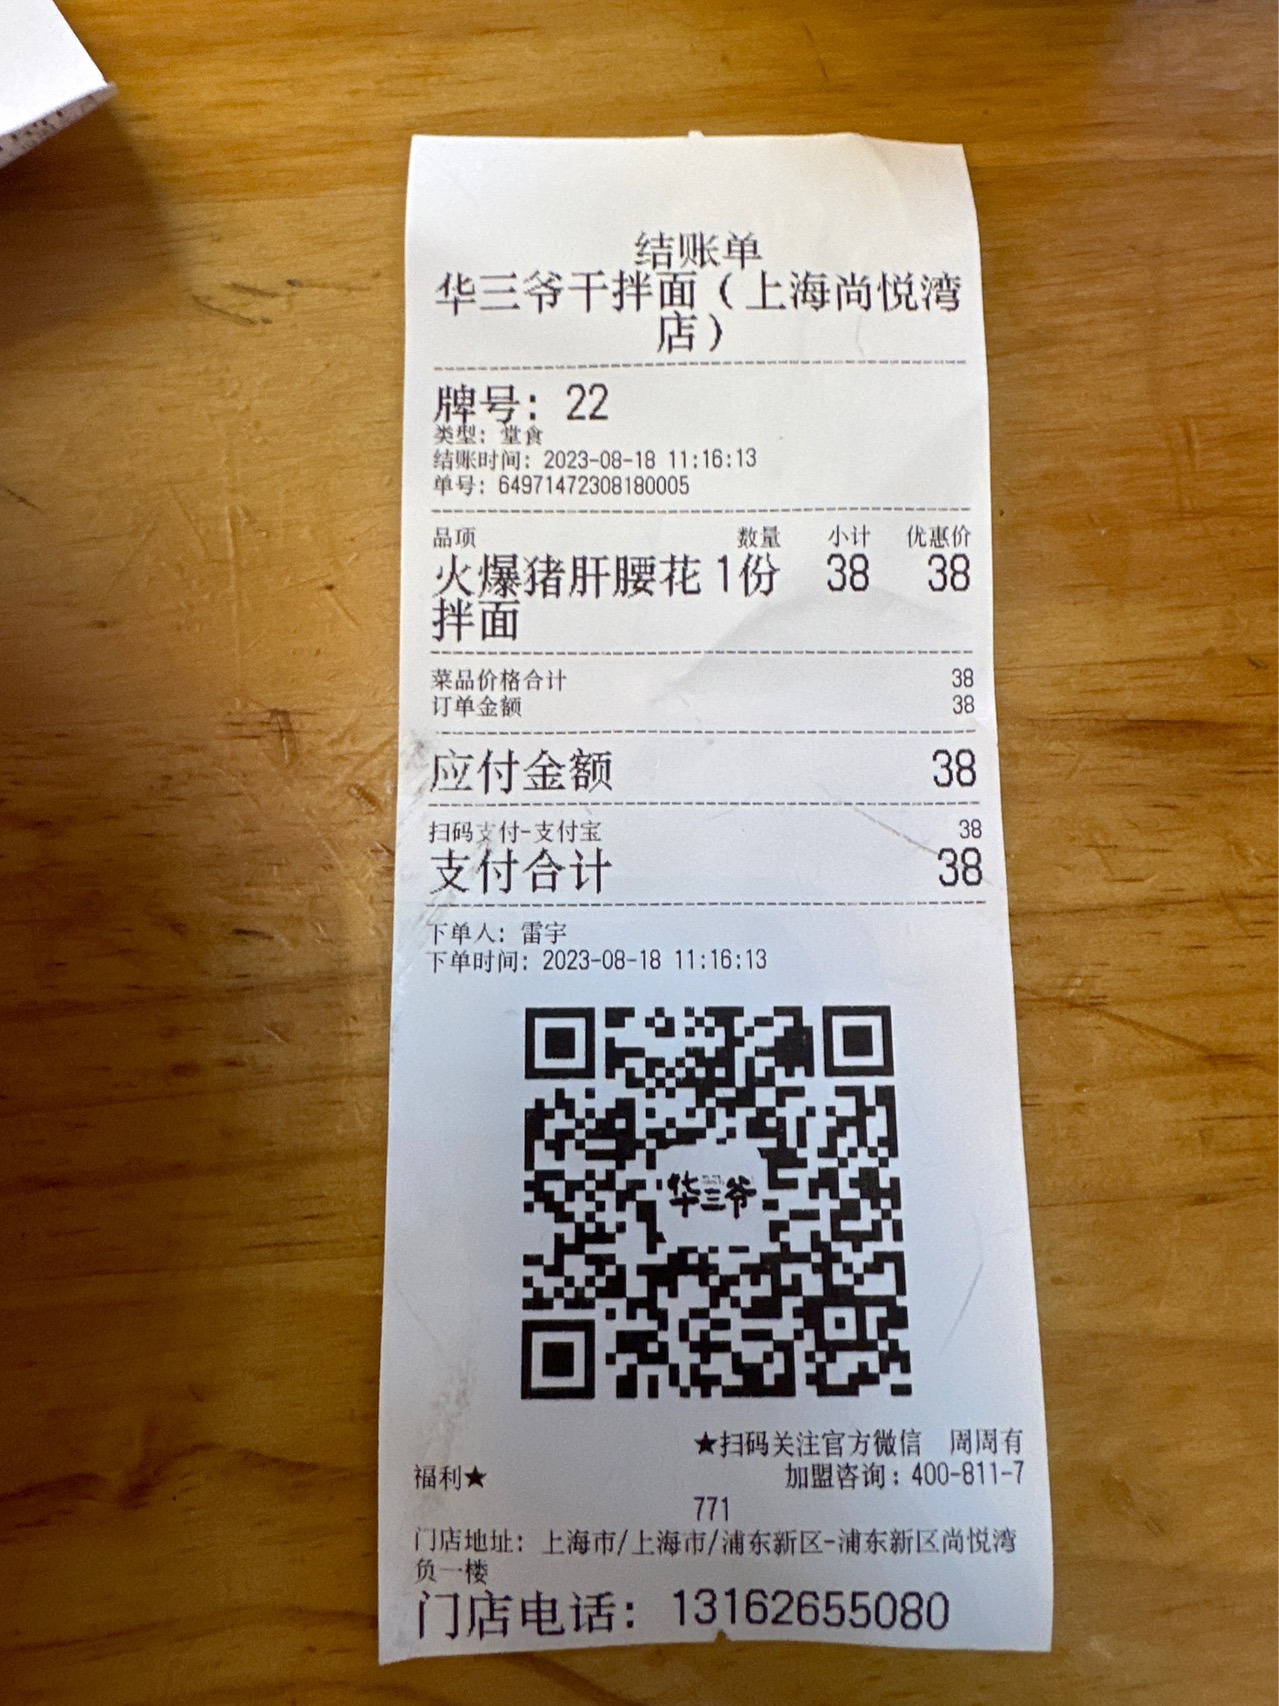 结账单
华三爷干拌面（上海尚悦湾
店）
牌号：22
类型：堂食
结账时间：2023-08-18 11:16:13
单号：64971472308180005
品项 数量 小计 优惠价
火爆猪肝腰花 1份 38 38
拌面
菜品价格合计 38
订单金额 38
应付金额 38
扫码支付-支付宝 38
支付合计 38
下单人：雷宇
下单时间：2023-08-18 11:16:13
华三爷
★扫码关注官方微信 周周有
福利★ 加盟咨询：400-811-7
771
门店地址：上海市/上海市/浦东新区-浦东新区尚悦湾
负一楼
门店电话：13162655080